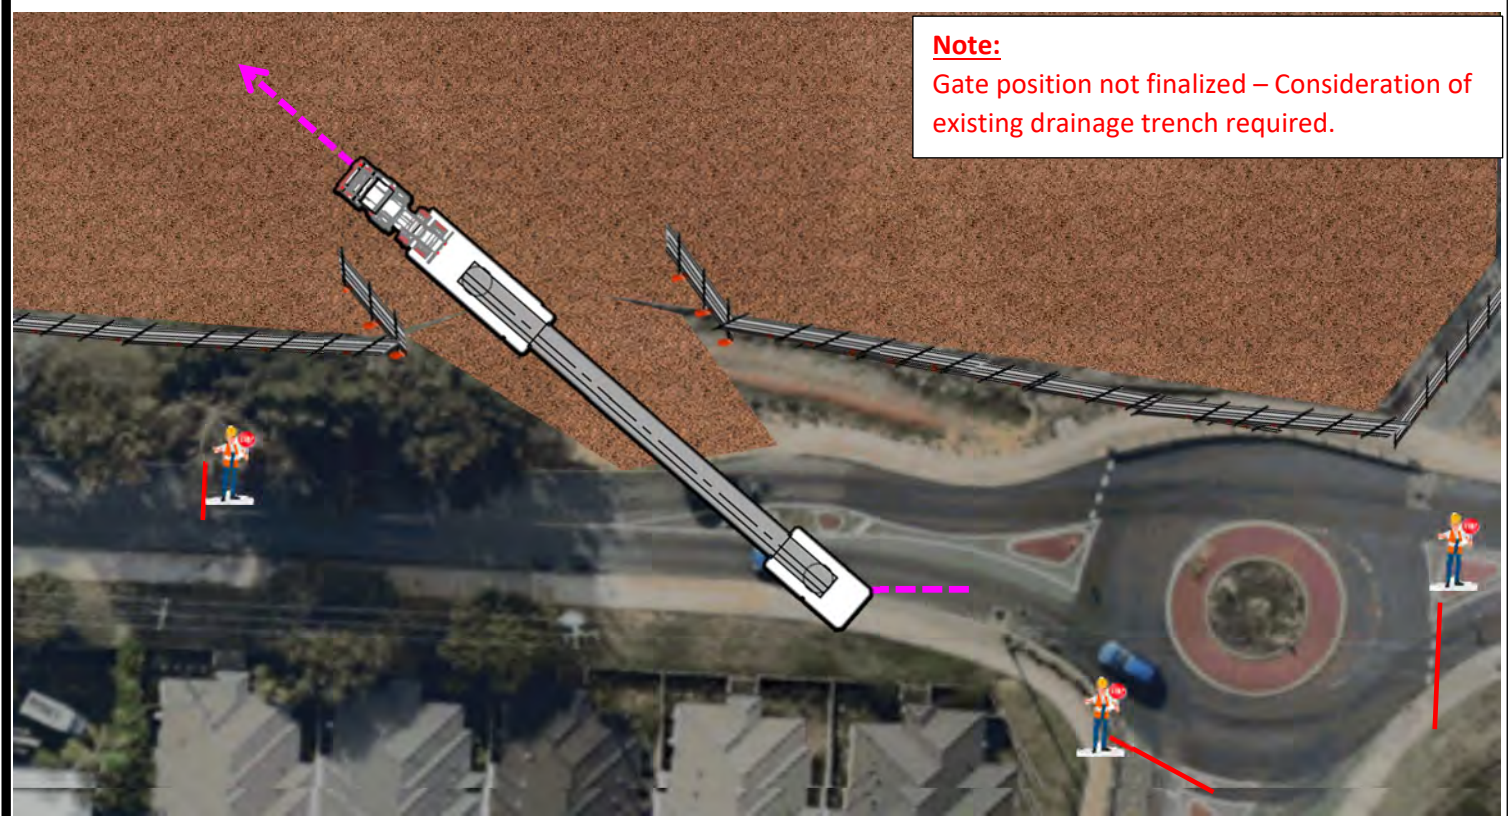 Note:
Gate position not finalized – Consideration of
existing drainage trench required.